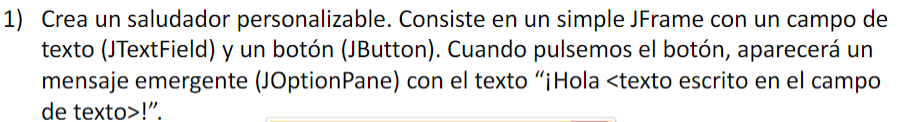 1) Crea un saludador personalizable. Consiste en un simple JFrame con un campo de
texto (JTextField) y un botón (JButton). Cuando pulsemos el botón, aparecerá un
mensaje emergente (JOptionPane) con el texto “¡Hola <texto escrito en el campo
de texto>!”.